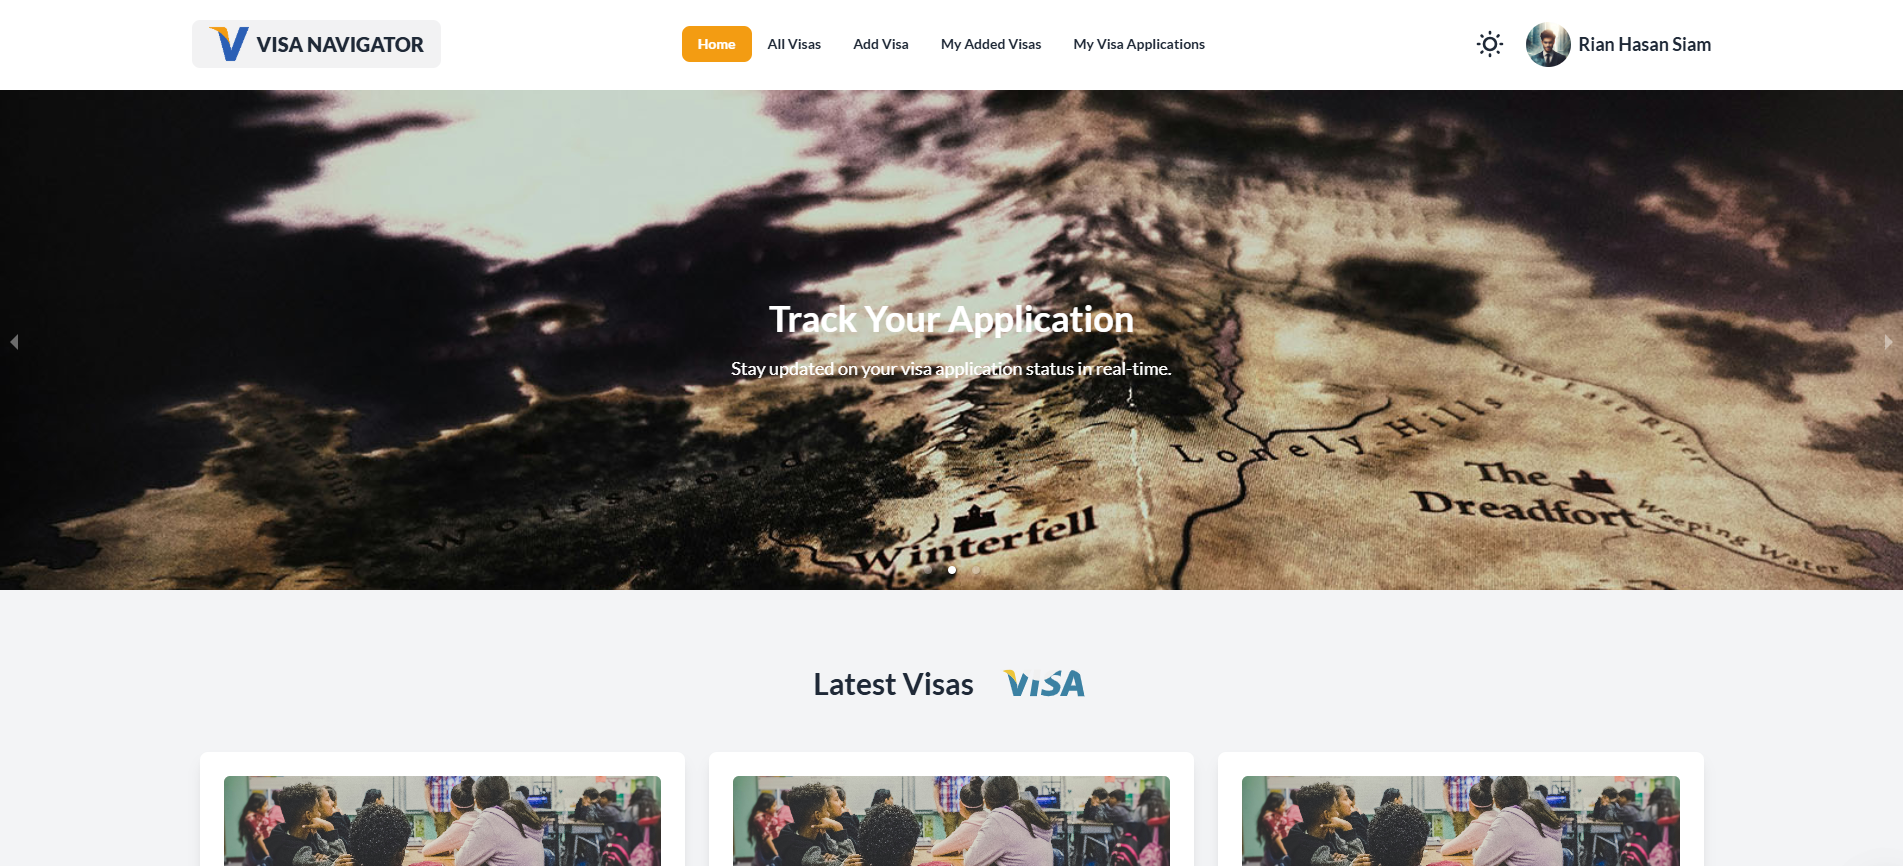 VISA NAVIGATOR
Home
All Visas
Add Visa
My Added Visas
My Visa Applications
Rian Hasan Siam
Track Your Application
Stay updated on your visa application status in real-time.
The Last River
Lonely Hills
Wolfswood
The
Dreadfort
Weeping Water
Winterfell
Latest Visas
VISA